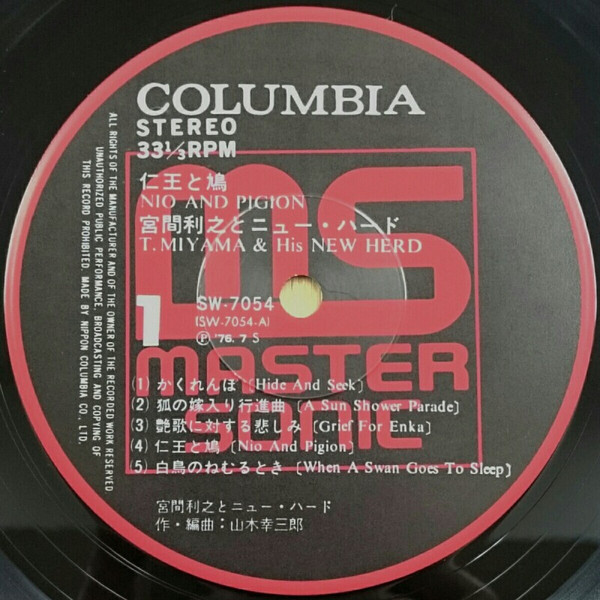 COLUMBIA
STEREO
33⅓RPM
仁王と鳩
NIO AND PIGION
宮間利之とニュー・ハード
T. MIYAMA & His NEW HERD
1
SW-7054
(SW-7054-A)
Ⓟ '76. 7 S
MS
MASTER
SONIC
(1) かくれんぼ 〔Hide And Seek〕
(2) 狐の嫁入り行進曲 〔A Sun Shower Parade〕
(3) 艶歌に対する悲しみ 〔Grief For Enka〕
(4) 仁王と鳩 〔Nio And Pigion〕
(5) 白鳥のねむるとき 〔When A Swan Goes To Sleep〕
宮間利之とニュー・ハード
作・編曲：山木幸三郎
ALL RIGHTS OF THE MANUFACTURER AND OF THE OWNER OF THE RECORDED WORK RESERVED
UNAUTHORIZED PUBLIC PERFORMANCE, BROADCASTING AND COPYING OF
THIS RECORD PROHIBITED. MADE BY NIPPON COLUMBIA CO., LTD.